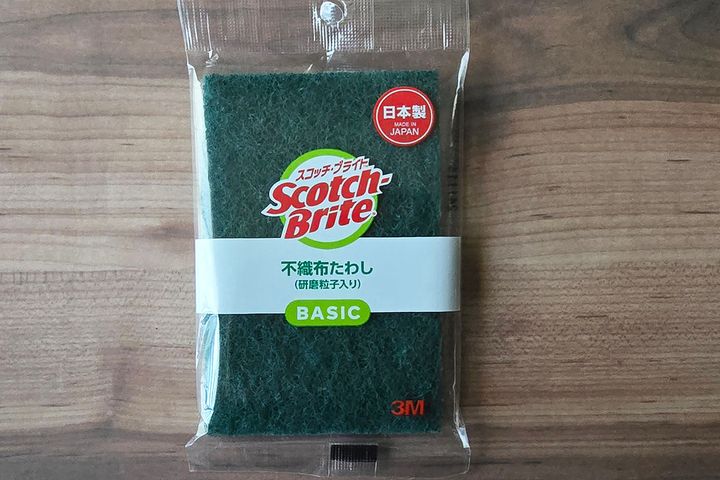 日本製
MADE IN
JAPAN
スコッチ・ブライト
Scotch-
Brite
不織布たわし
(研磨粒子入り)
BASIC
3M